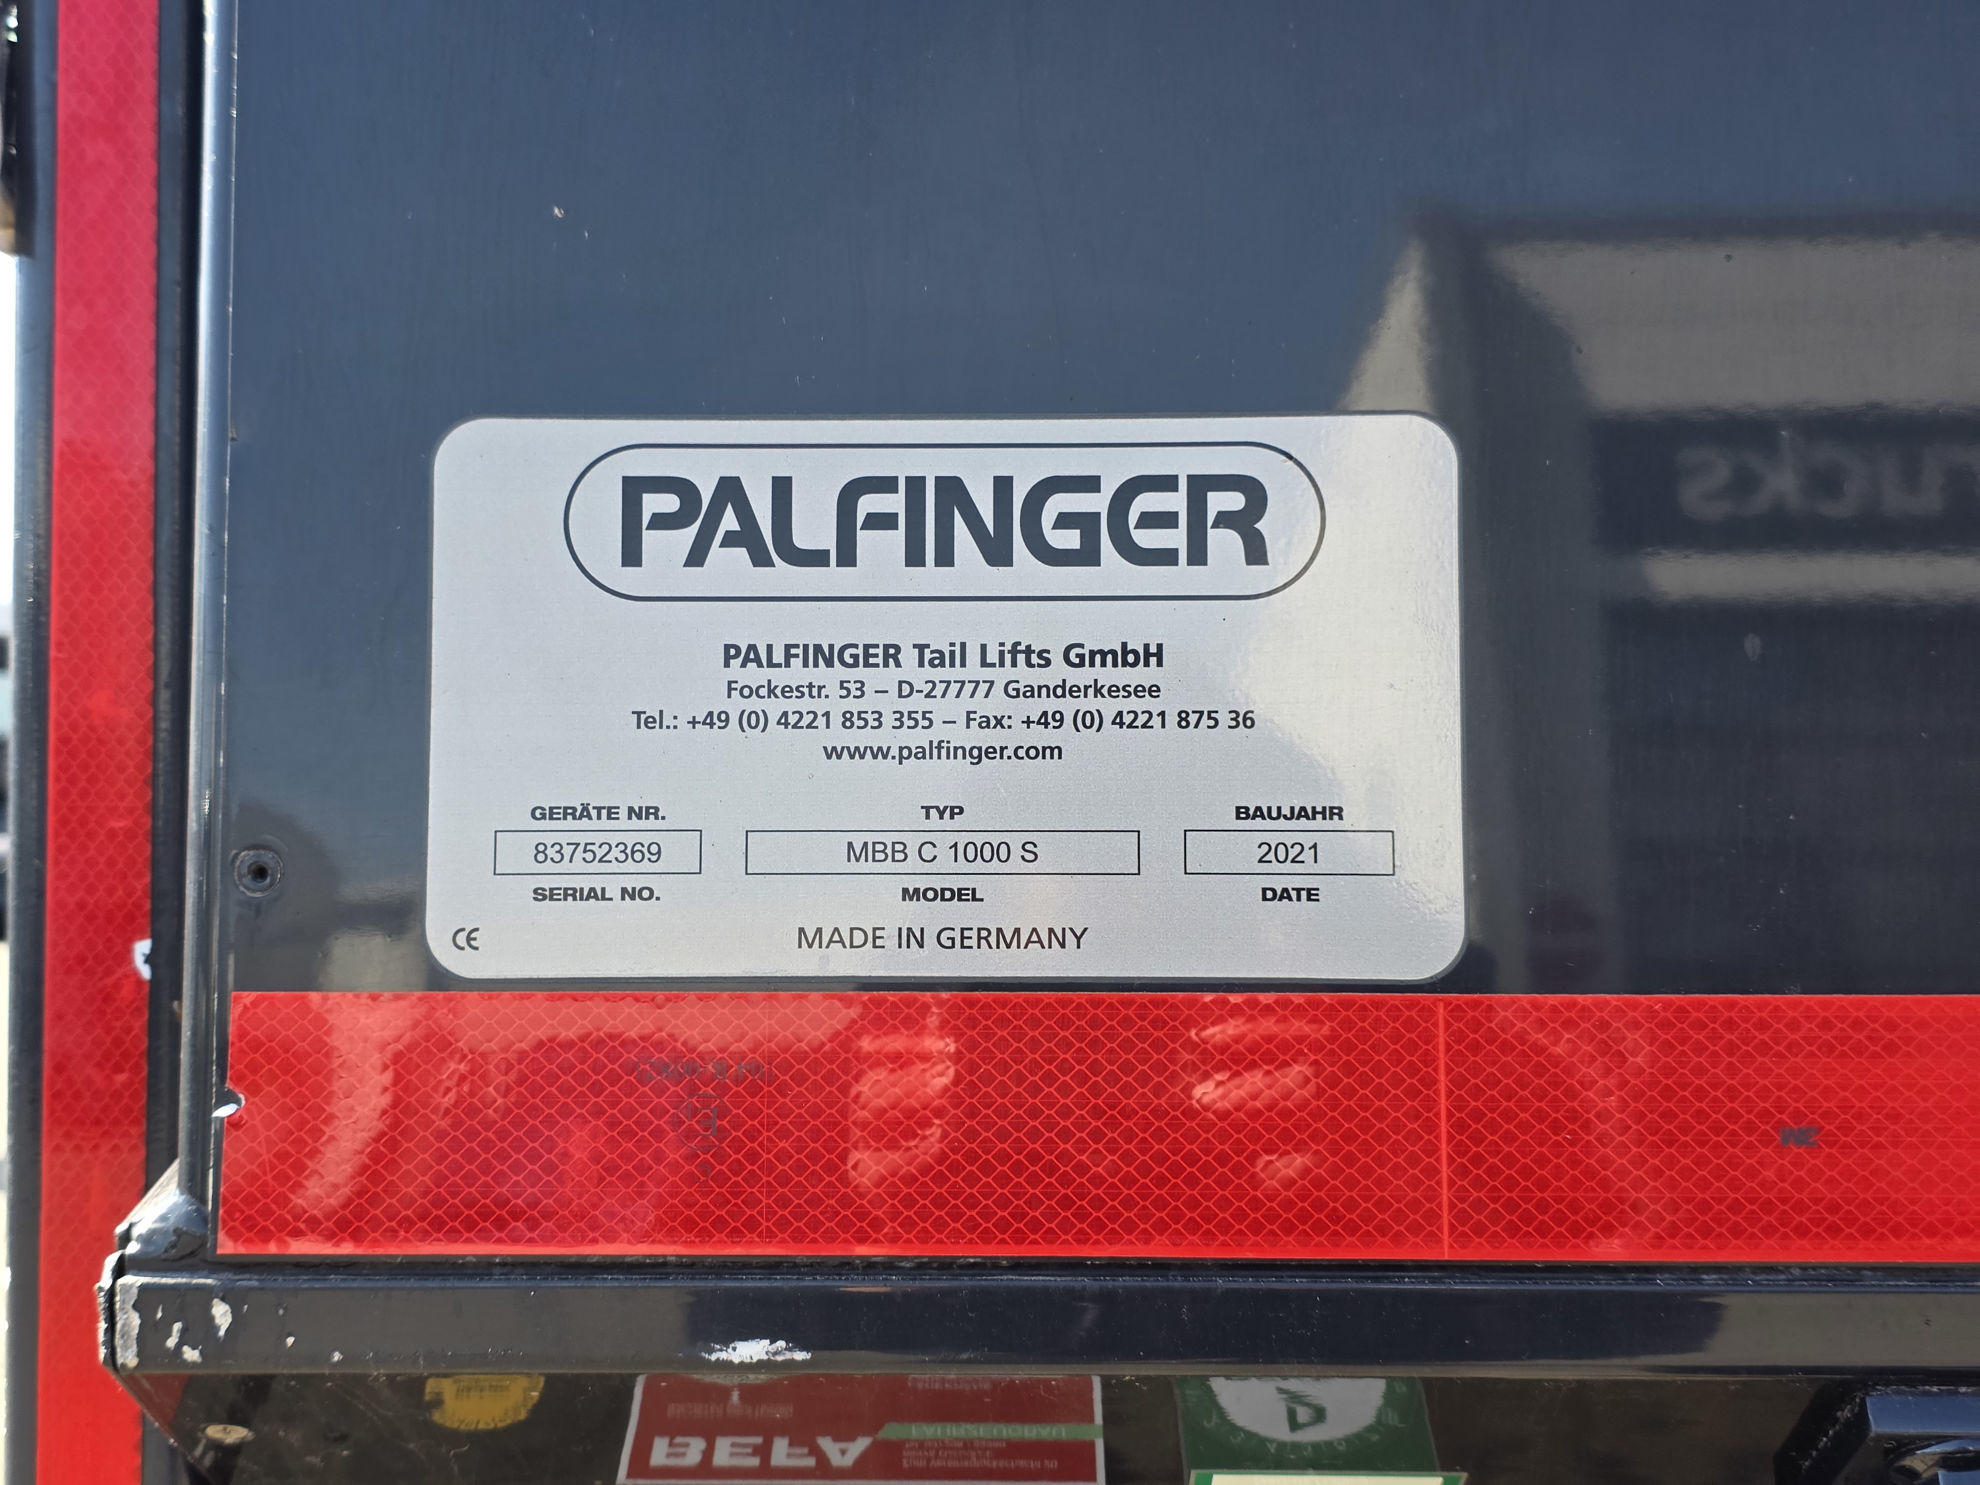 PALFINGER
PALFINGER Tail Lifts GmbH
Fockestr. 53 – D-27777 Ganderkesee
Tel.: +49 (0) 4221 853 355 – Fax: +49 (0) 4221 875 36
www.palfinger.com
GERÄTE NR. TYP BAUJAHR
83752369 MBB C 1000 S 2021
SERIAL NO. MODEL DATE
CE MADE IN GERMANY
3M
BEFA